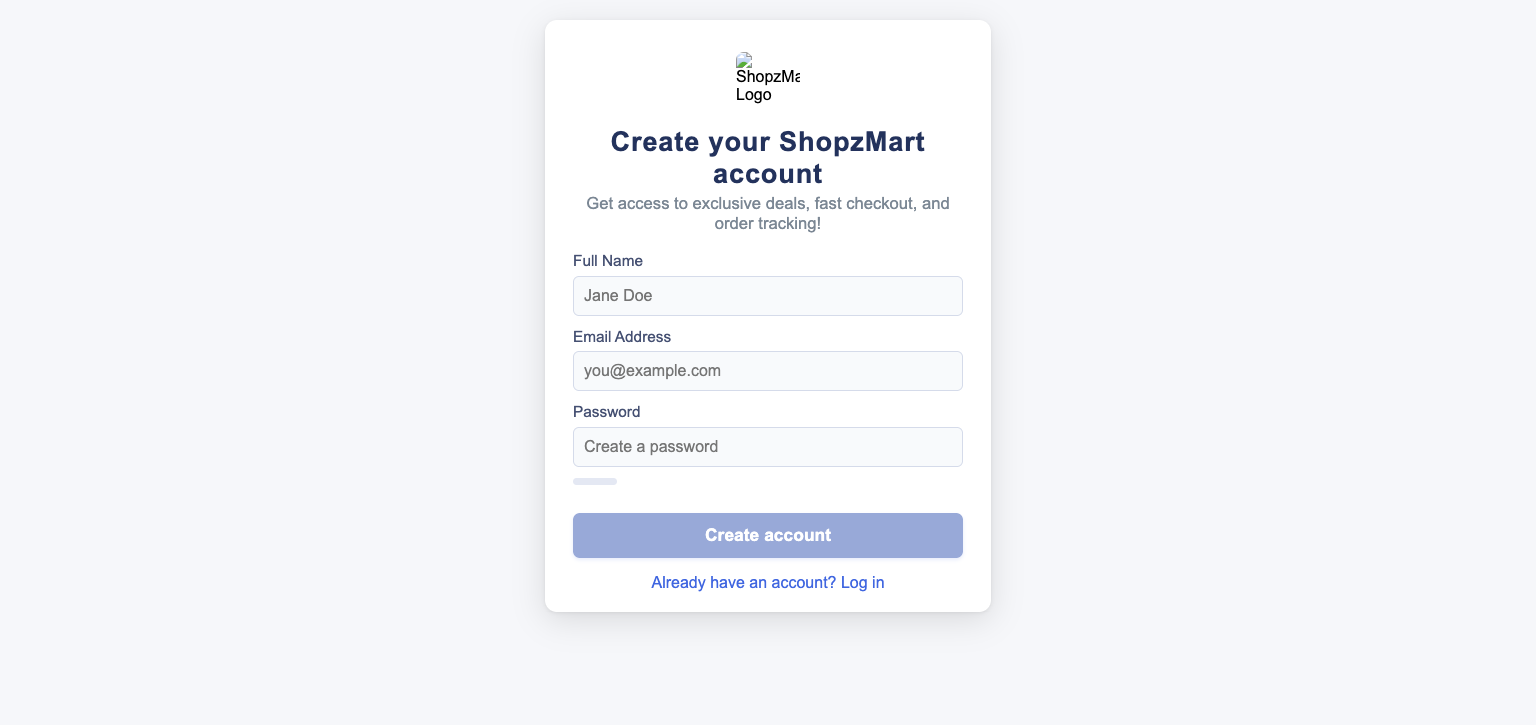 ShopzMa
Logo
Create your ShopzMart
account
Get access to exclusive deals, fast checkout, and
order tracking!
Full Name
Jane Doe
Email Address
you@example.com
Password
Create a password
Create account
Already have an account? Log in